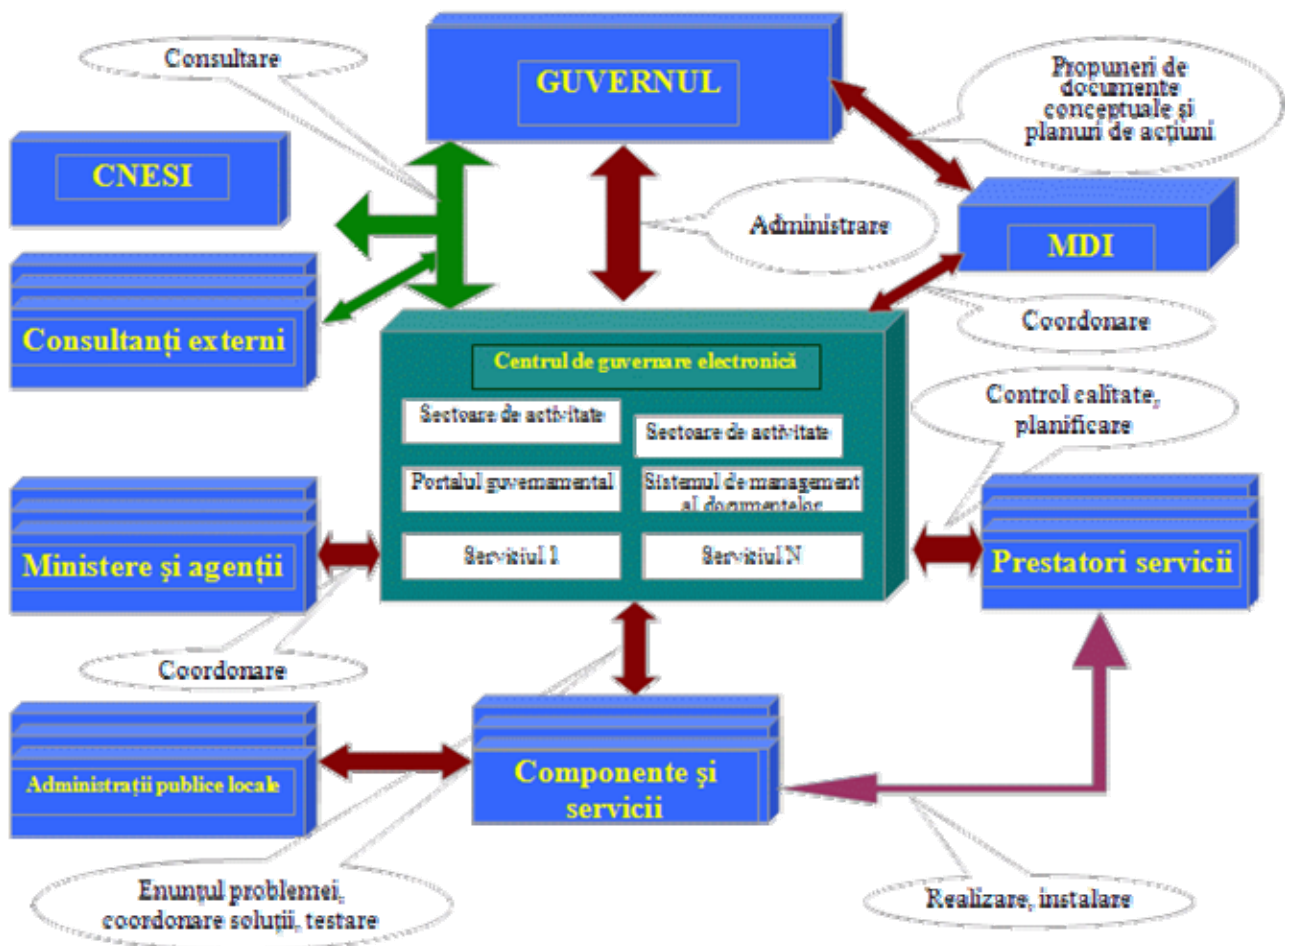 Consultare
GUVERNUL
Propuneri de
documente
conceptuale și
planuri de acțiuni
CNESI
Administrare
MDI
Consultanți externi
Coordonare
Centrul de guvernare electronică
Control calitate,
planificare
Sectoare de activitate
Sectoare de activitate
Portalul guvernamental
Sistemul de management
al documentelor
Ministere și agenții
Serviciul 1
Serviciul N
Prestatori servicii
Coordonare
Administrații publice locale
Componente și
servicii
Enunțul problemei,
coordonare soluții, testare
Realizare, instalare